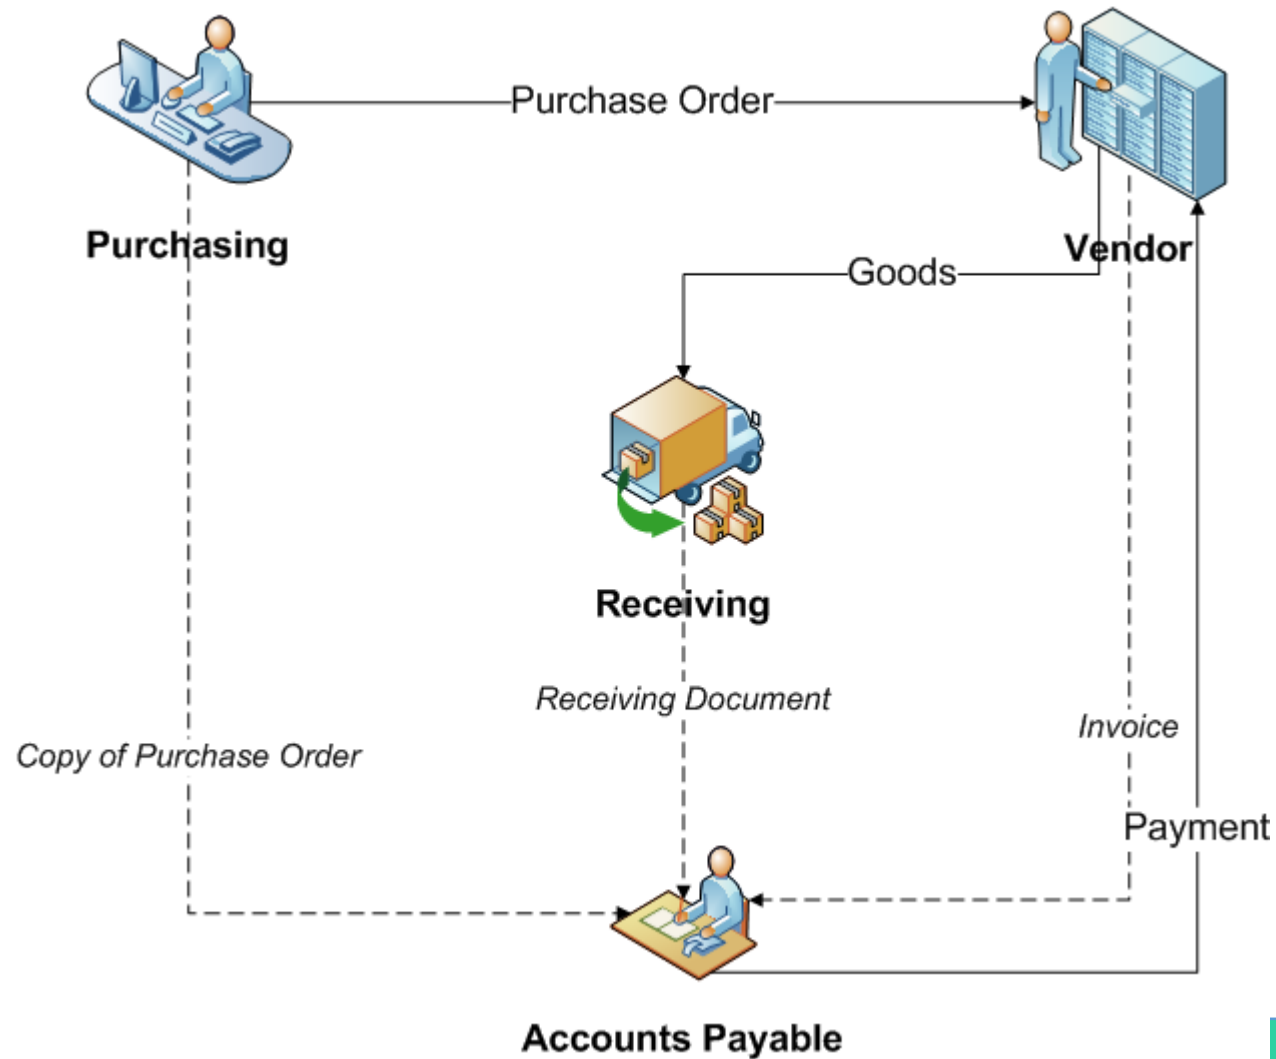 Purchase Order
Purchasing
Vendor
Goods
Receiving
Receiving Document
Invoice
Copy of Purchase Order
Payment
Accounts Payable